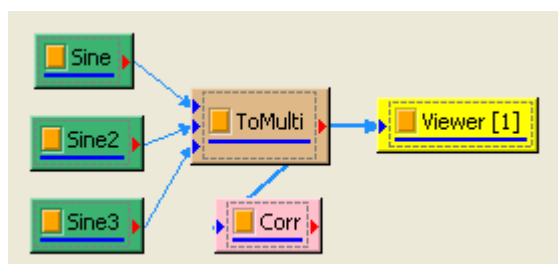 Sine
ToMulti
Viewer [1]
Sine2
Sine3
Corr